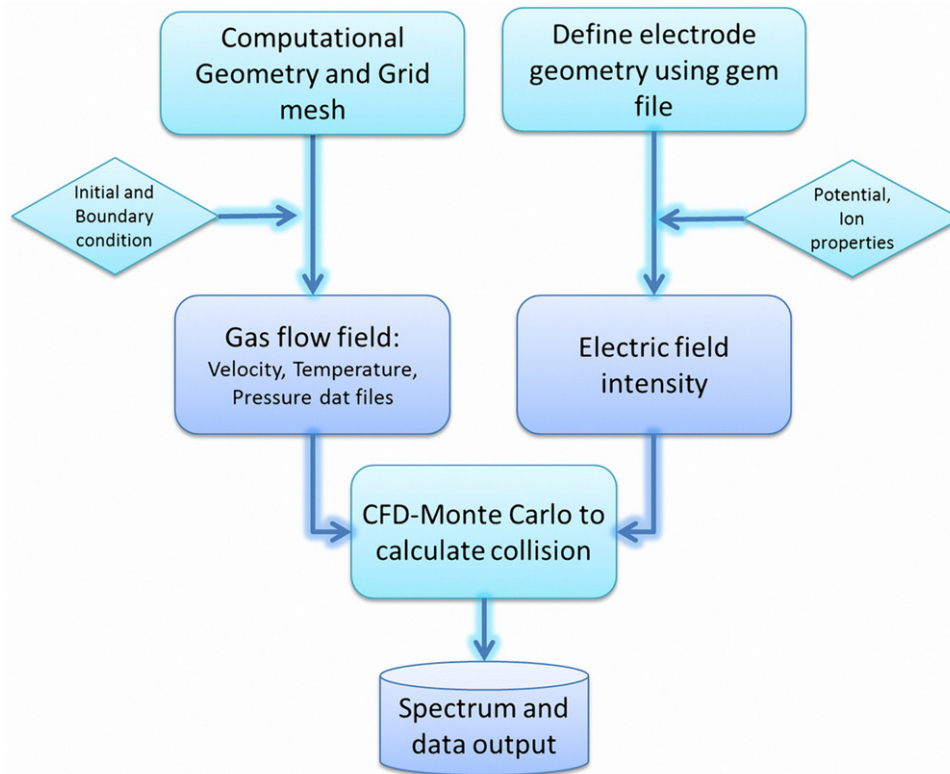 Computational
Geometry and Grid
mesh
Define electrode
geometry using gem
file
Initial and
Boundary
condition
Potential,
Ion
properties
Gas flow field:
Velocity, Temperature,
Pressure dat files
Electric field
intensity
CFD-Monte Carlo to
calculate collision
Spectrum and
data output